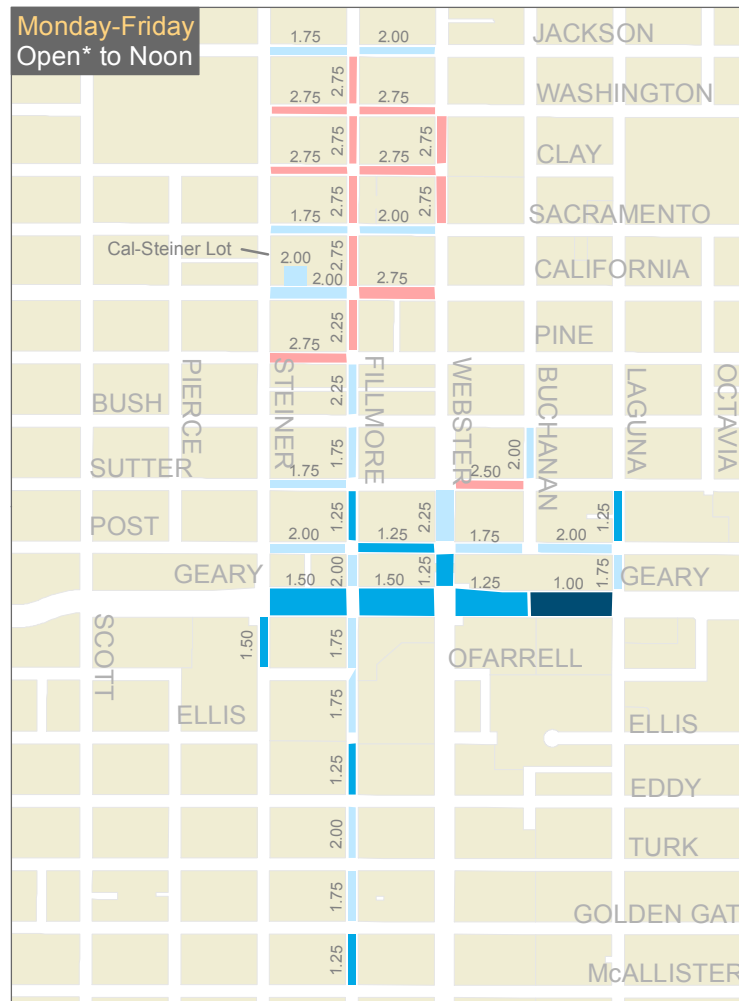 Monday-Friday
Open* to Noon
1.75
2.00
JACKSON
2.75
2.75
2.75
WASHINGTON
2.75
2.75
2.75
2.75
CLAY
2.75
2.75
1.75
2.00
SACRAMENTO
Cal-Steiner Lot
2.00
2.75
2.00
2.75
CALIFORNIA
2.25
2.75
PINE
PIERCE
STEINER
FILLMORE
WEBSTER
BUCHANAN
LAGUNA
OCTAVIA
2.25
BUSH
1.75
2.00
SUTTER
1.75
2.50
1.25
2.25
1.25
POST
2.00
1.25
1.75
2.00
GEARY
2.00
1.25
1.75
GEARY
1.50
1.50
1.25
1.00
SCOTT
1.50
1.75
OFARRELL
1.75
ELLIS
ELLIS
1.25
EDDY
2.00
TURK
1.75
GOLDEN GAT
1.25
McALLISTER